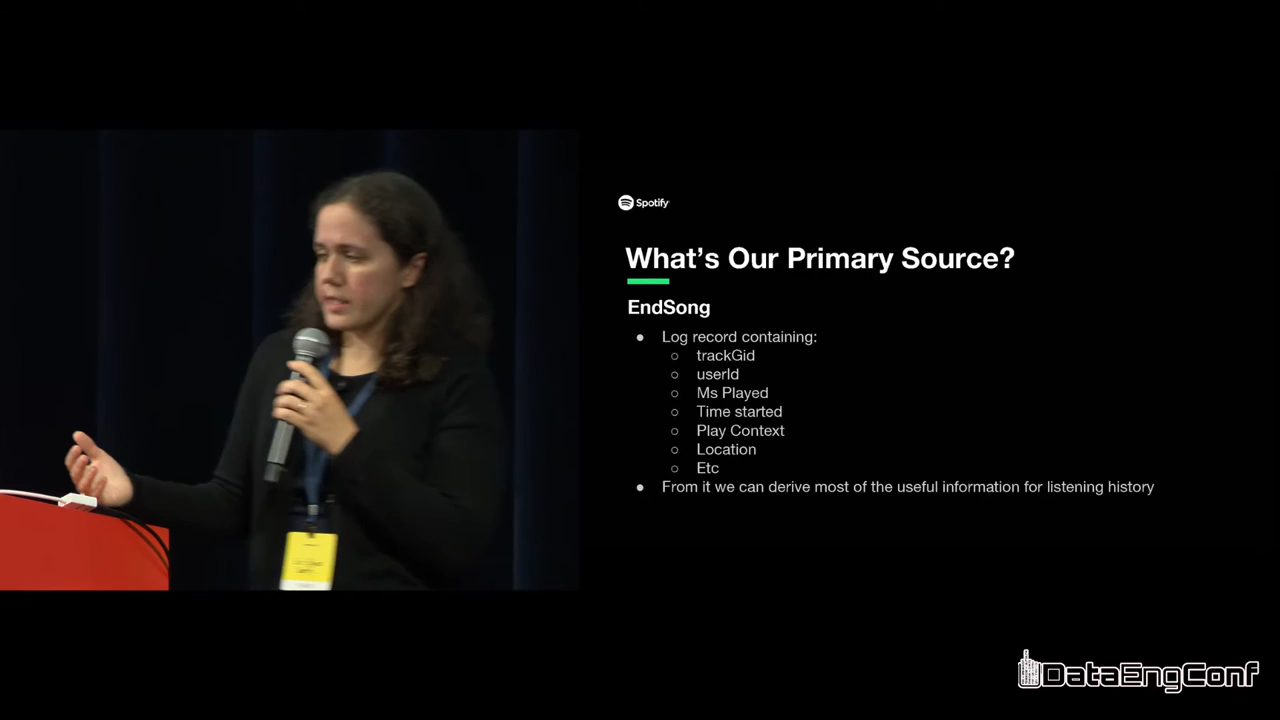 Spotify
What's Our Primary Source?
EndSong
● Log record containing:
○ trackGid
○ userId
○ Ms Played
○ Time started
○ Play Context
○ Location
○ Etc
● From it we can derive most of the useful information for listening history
DataEngConf